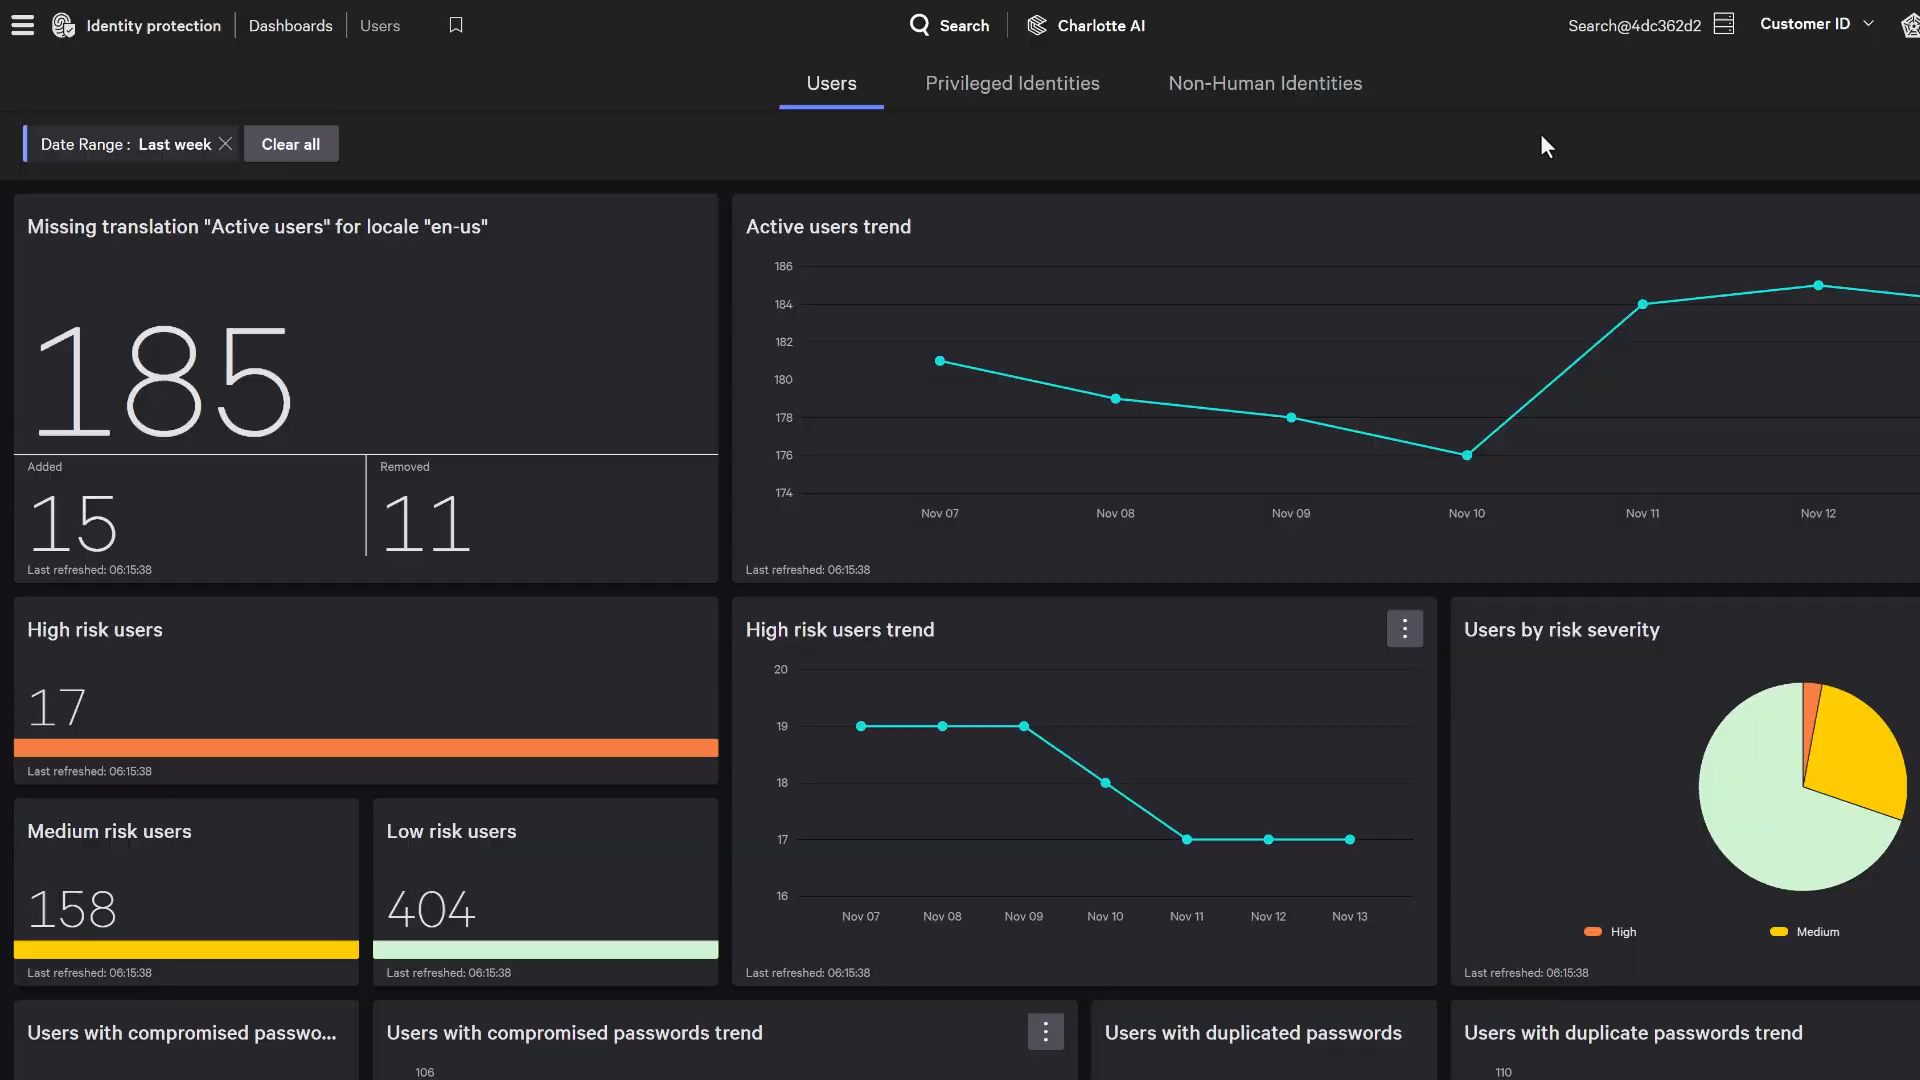 Identity protection
Dashboards
Users
Search
Charlotte AI
Search@4dc362d2
Customer ID
Users
Privileged Identities
Non-Human Identities
Date Range : Last week
Clear all
Missing translation "Active users" for locale "en-us"
185
Added
15
Removed
11
Last refreshed: 06:15:38
Active users trend
186
184
182
180
178
176
174
Nov 07
Nov 08
Nov 09
Nov 10
Nov 11
Nov 12
Last refreshed: 06:15:38
High risk users
17
Last refreshed: 06:15:38
Medium risk users
158
Last refreshed: 06:15:38
Low risk users
404
Last refreshed: 06:15:38
High risk users trend
20
19
18
17
16
Nov 07
Nov 08
Nov 09
Nov 10
Nov 11
Nov 12
Nov 13
Last refreshed: 06:15:38
Users by risk severity
High
Medium
Last refreshed: 06:15:38
Users with compromised passwo...
Users with compromised passwords trend
106
Users with duplicated passwords
Users with duplicate passwords trend
110